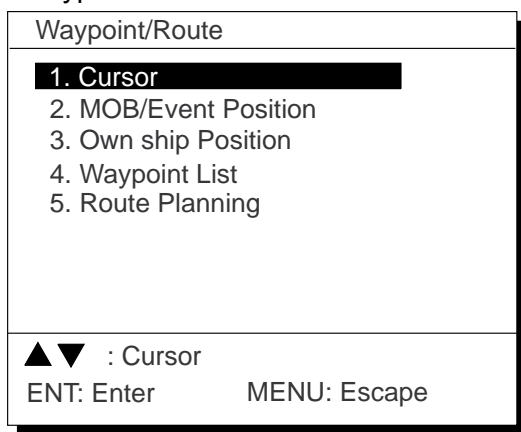 Waypoint/Route
1. Cursor
2. MOB/Event Position
3. Own ship Position
4. Waypoint List
5. Route Planning
▲▼ : Cursor
ENT: Enter MENU: Escape